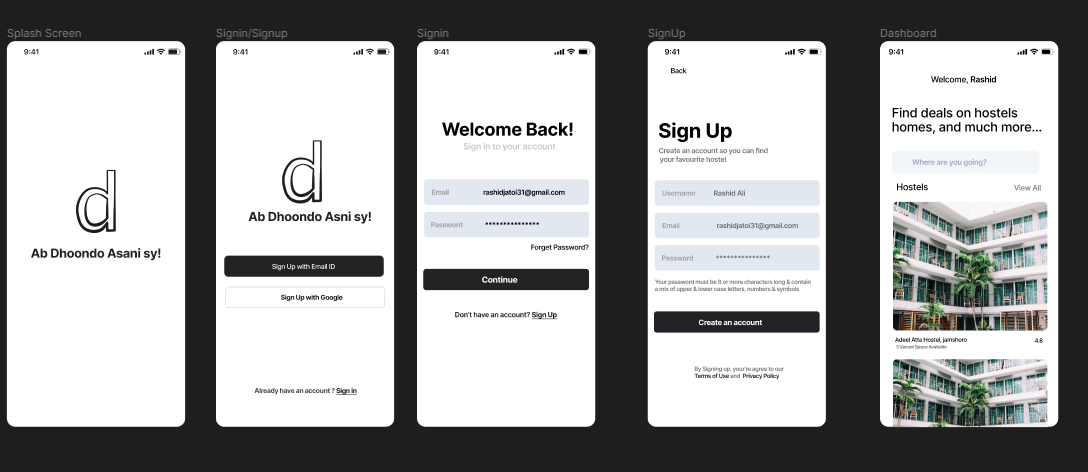 Splash Screen
9:41
d
Ab Dhoondo Asani sy!
Signin/Signup
9:41
d
Ab Dhoondo Asni sy!
Sign Up with Email ID
Sign Up with Google
Already have an account ? Sign in
Signin
9:41
Welcome Back!
Sign in to your account
Email rashidjatoi31@gmail.com
Password ***************
Forget Password?
Continue
Don't have an account? Sign Up
SignUp
9:41
Back
Sign Up
Create an account so you can find
your favourite hostel
Username Rashid Ali
Email rashidjatoi31@gmail.com
Password ***************
Your password must be 8 or more characters long & contain
a mix of upper & lower case letters, numbers & symbols
Create an account
By Signing up, your're agree to our
Terms of Use and Privacy Policy
Dashboard
9:41
Welcome, Rashid
Find deals on hostels
homes, and much more...
Where are you going?
Hostels View All
Adeel Atta Hostel, jamshoro 4.8
3 Vacant Space Available